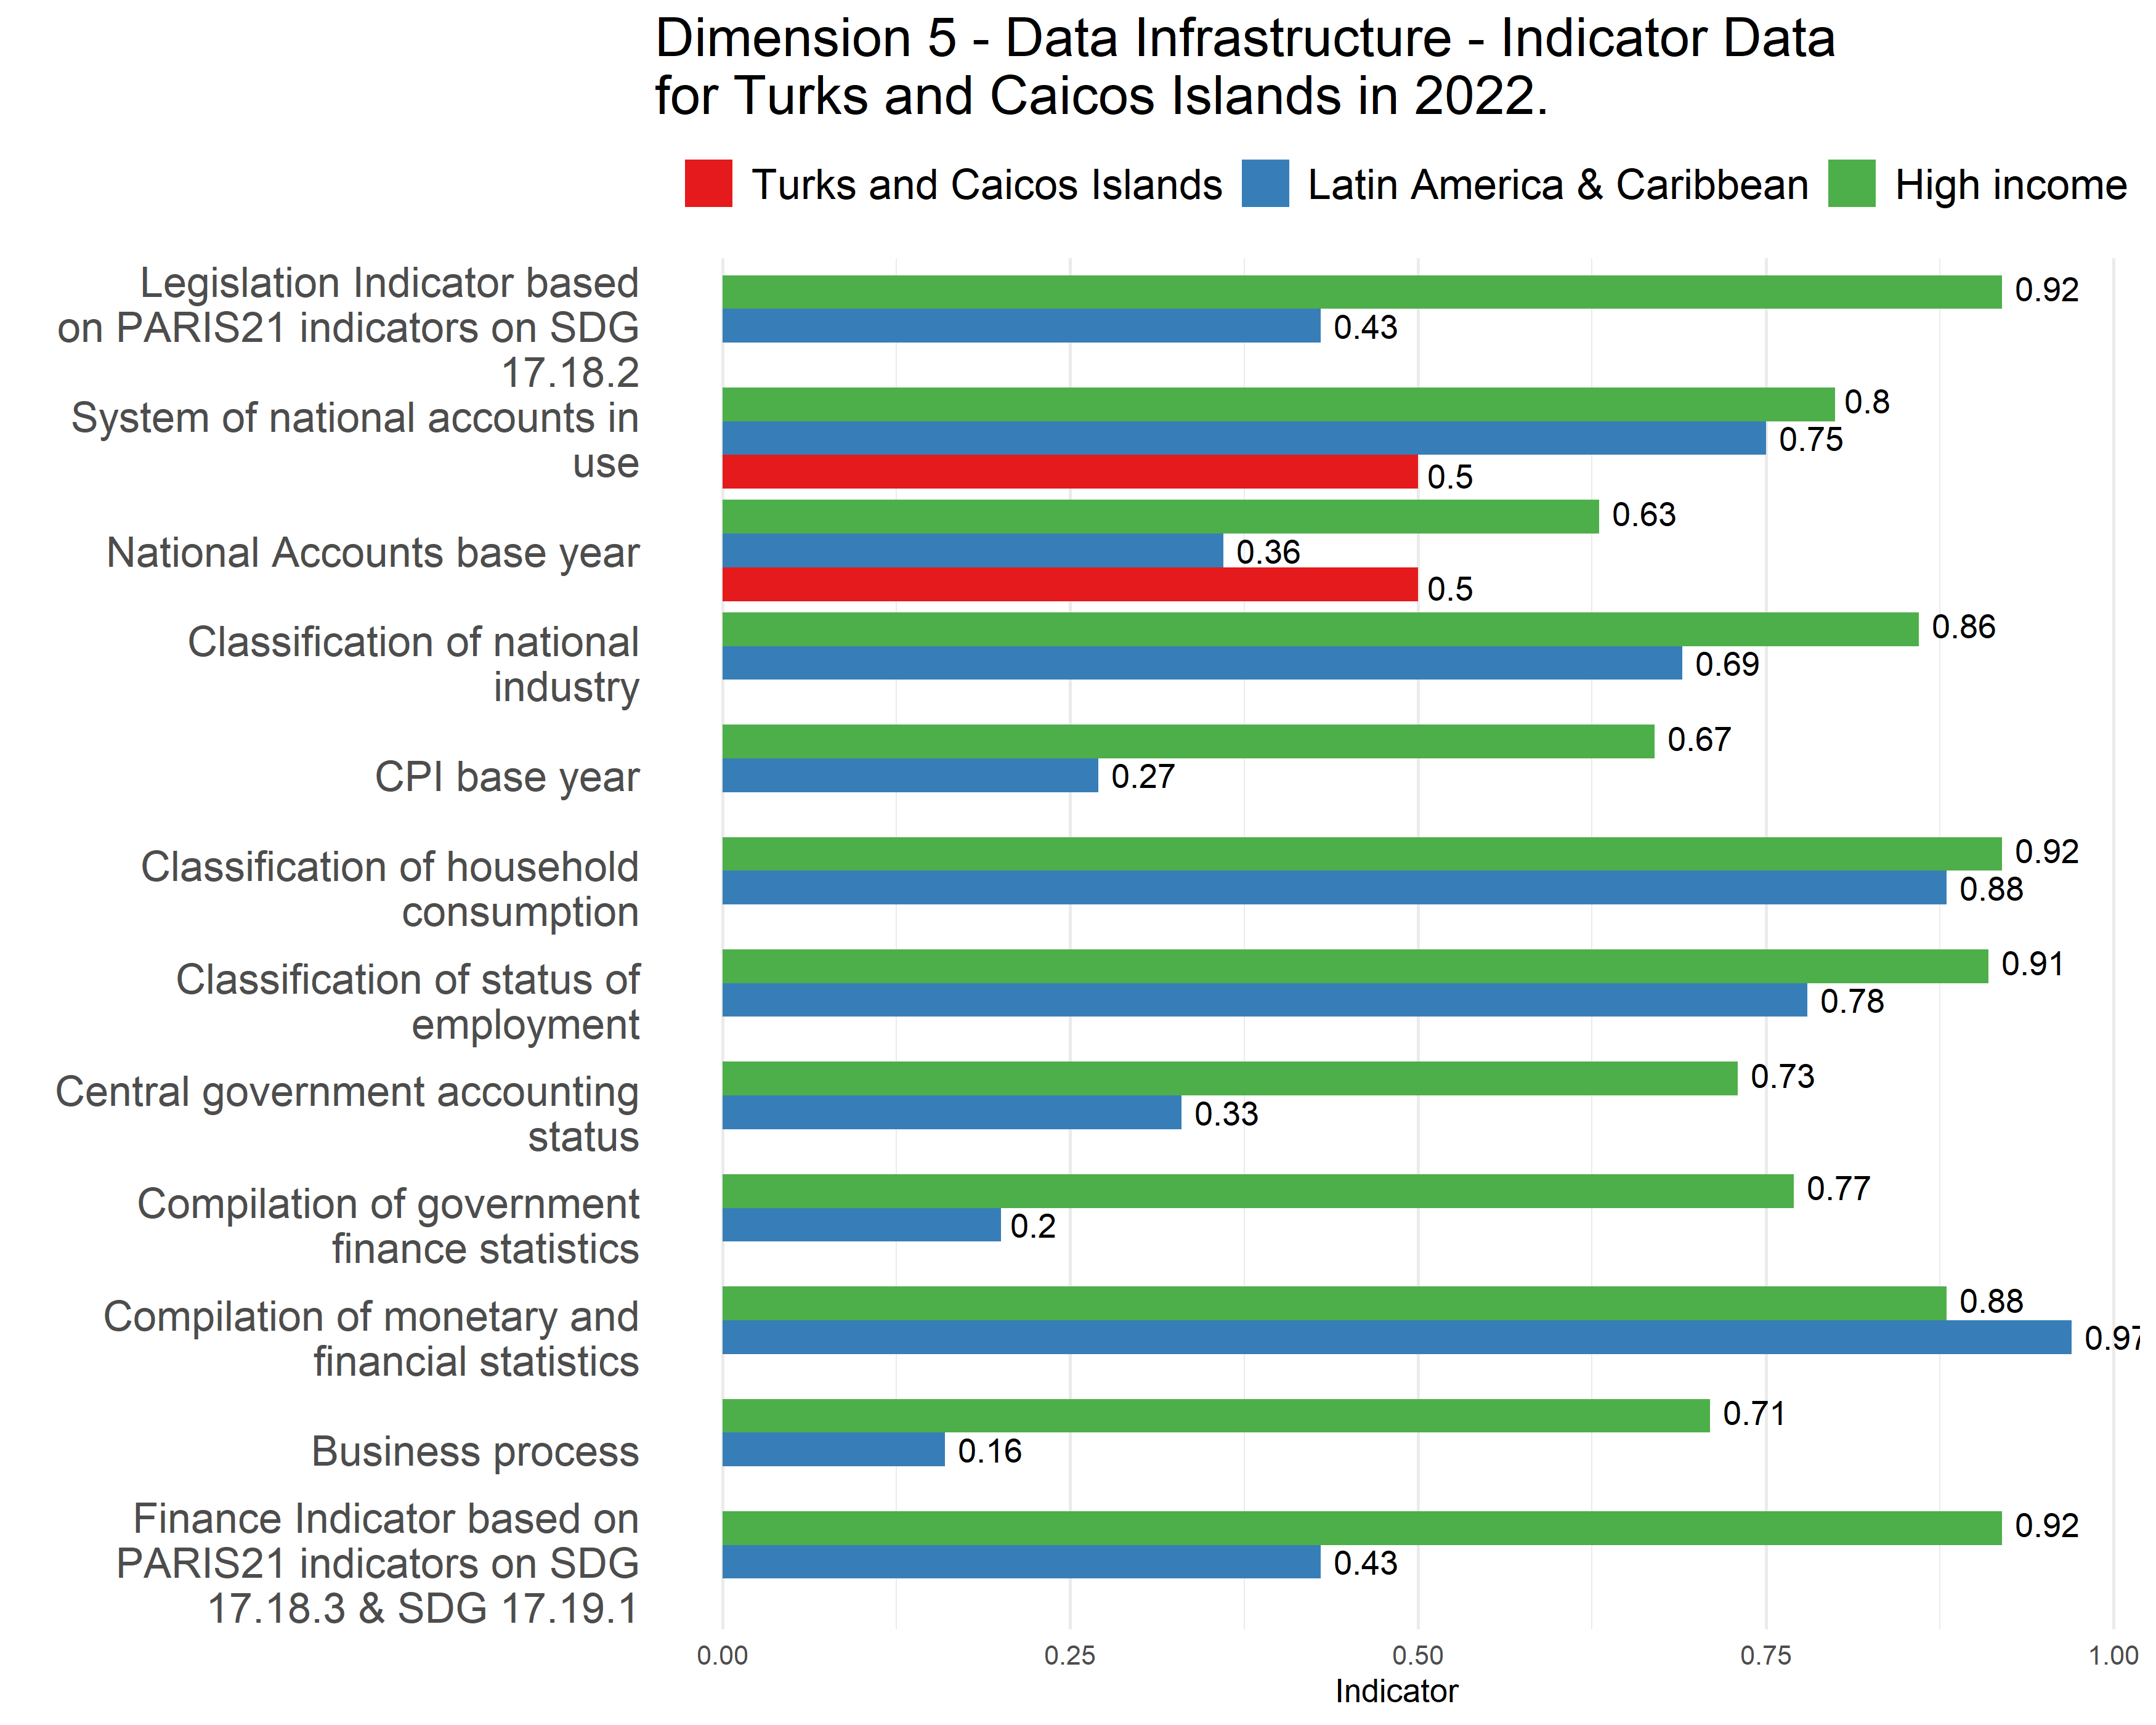 Dimension 5 - Data Infrastructure - Indicator Data
for Turks and Caicos Islands in 2022.
Turks and Caicos Islands Latin America & Caribbean High income
Legislation Indicator based
on PARIS21 indicators on SDG
17.18.2
0.92
0.43
System of national accounts in
use
0.8
0.75
0.5
National Accounts base year
0.63
0.36
0.5
Classification of national
industry
0.86
0.69
CPI base year
0.67
0.27
Classification of household
consumption
0.92
0.88
Classification of status of
employment
0.91
0.78
Central government accounting
status
0.73
0.33
Compilation of government
finance statistics
0.77
0.2
Compilation of monetary and
financial statistics
0.88
0.97
Business process
0.71
0.16
Finance Indicator based on
PARIS21 indicators on SDG
17.18.3 & SDG 17.19.1
0.92
0.43
0.00 0.25 0.50 0.75 1.00
Indicator